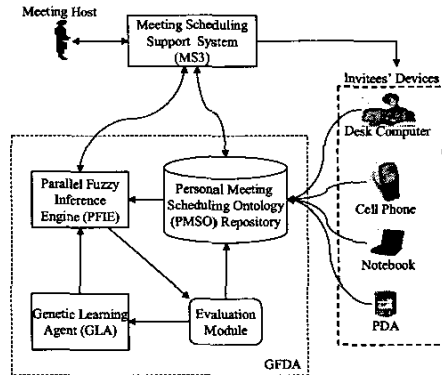 Meeting Host
Meeting Scheduling
Support System
(MS3)
Invitees' Devices
Desk Computer
Cell Phone
Notebook
PDA
Parallel Fuzzy
Inference
Engine (PFIE)
Personal Meeting
Scheduling Ontology
(PMSO) Repository
Genetic Learning
Agent (GLA)
Evaluation
Module
GFDA